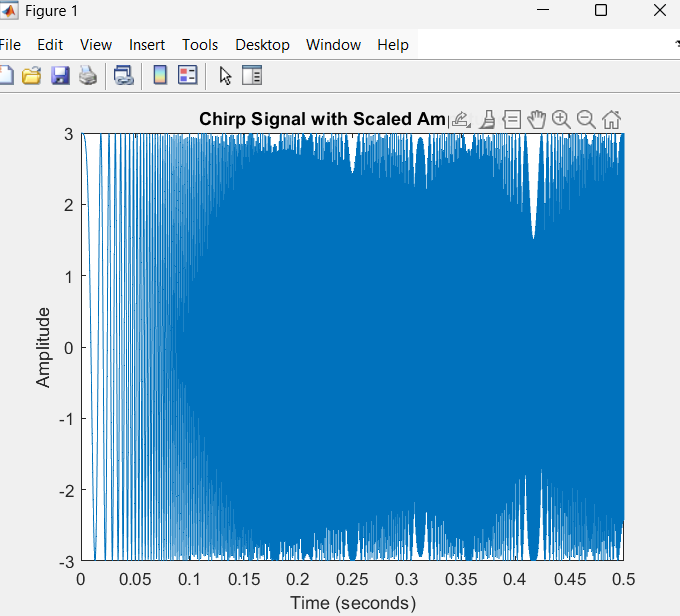 Figure 1
File Edit View Insert Tools Desktop Window Help
Chirp Signal with Scaled Am
3
2
1
0
-1
-2
-3
Amplitude
0 0.05 0.1 0.15 0.2 0.25 0.3 0.35 0.4 0.45 0.5
Time (seconds)